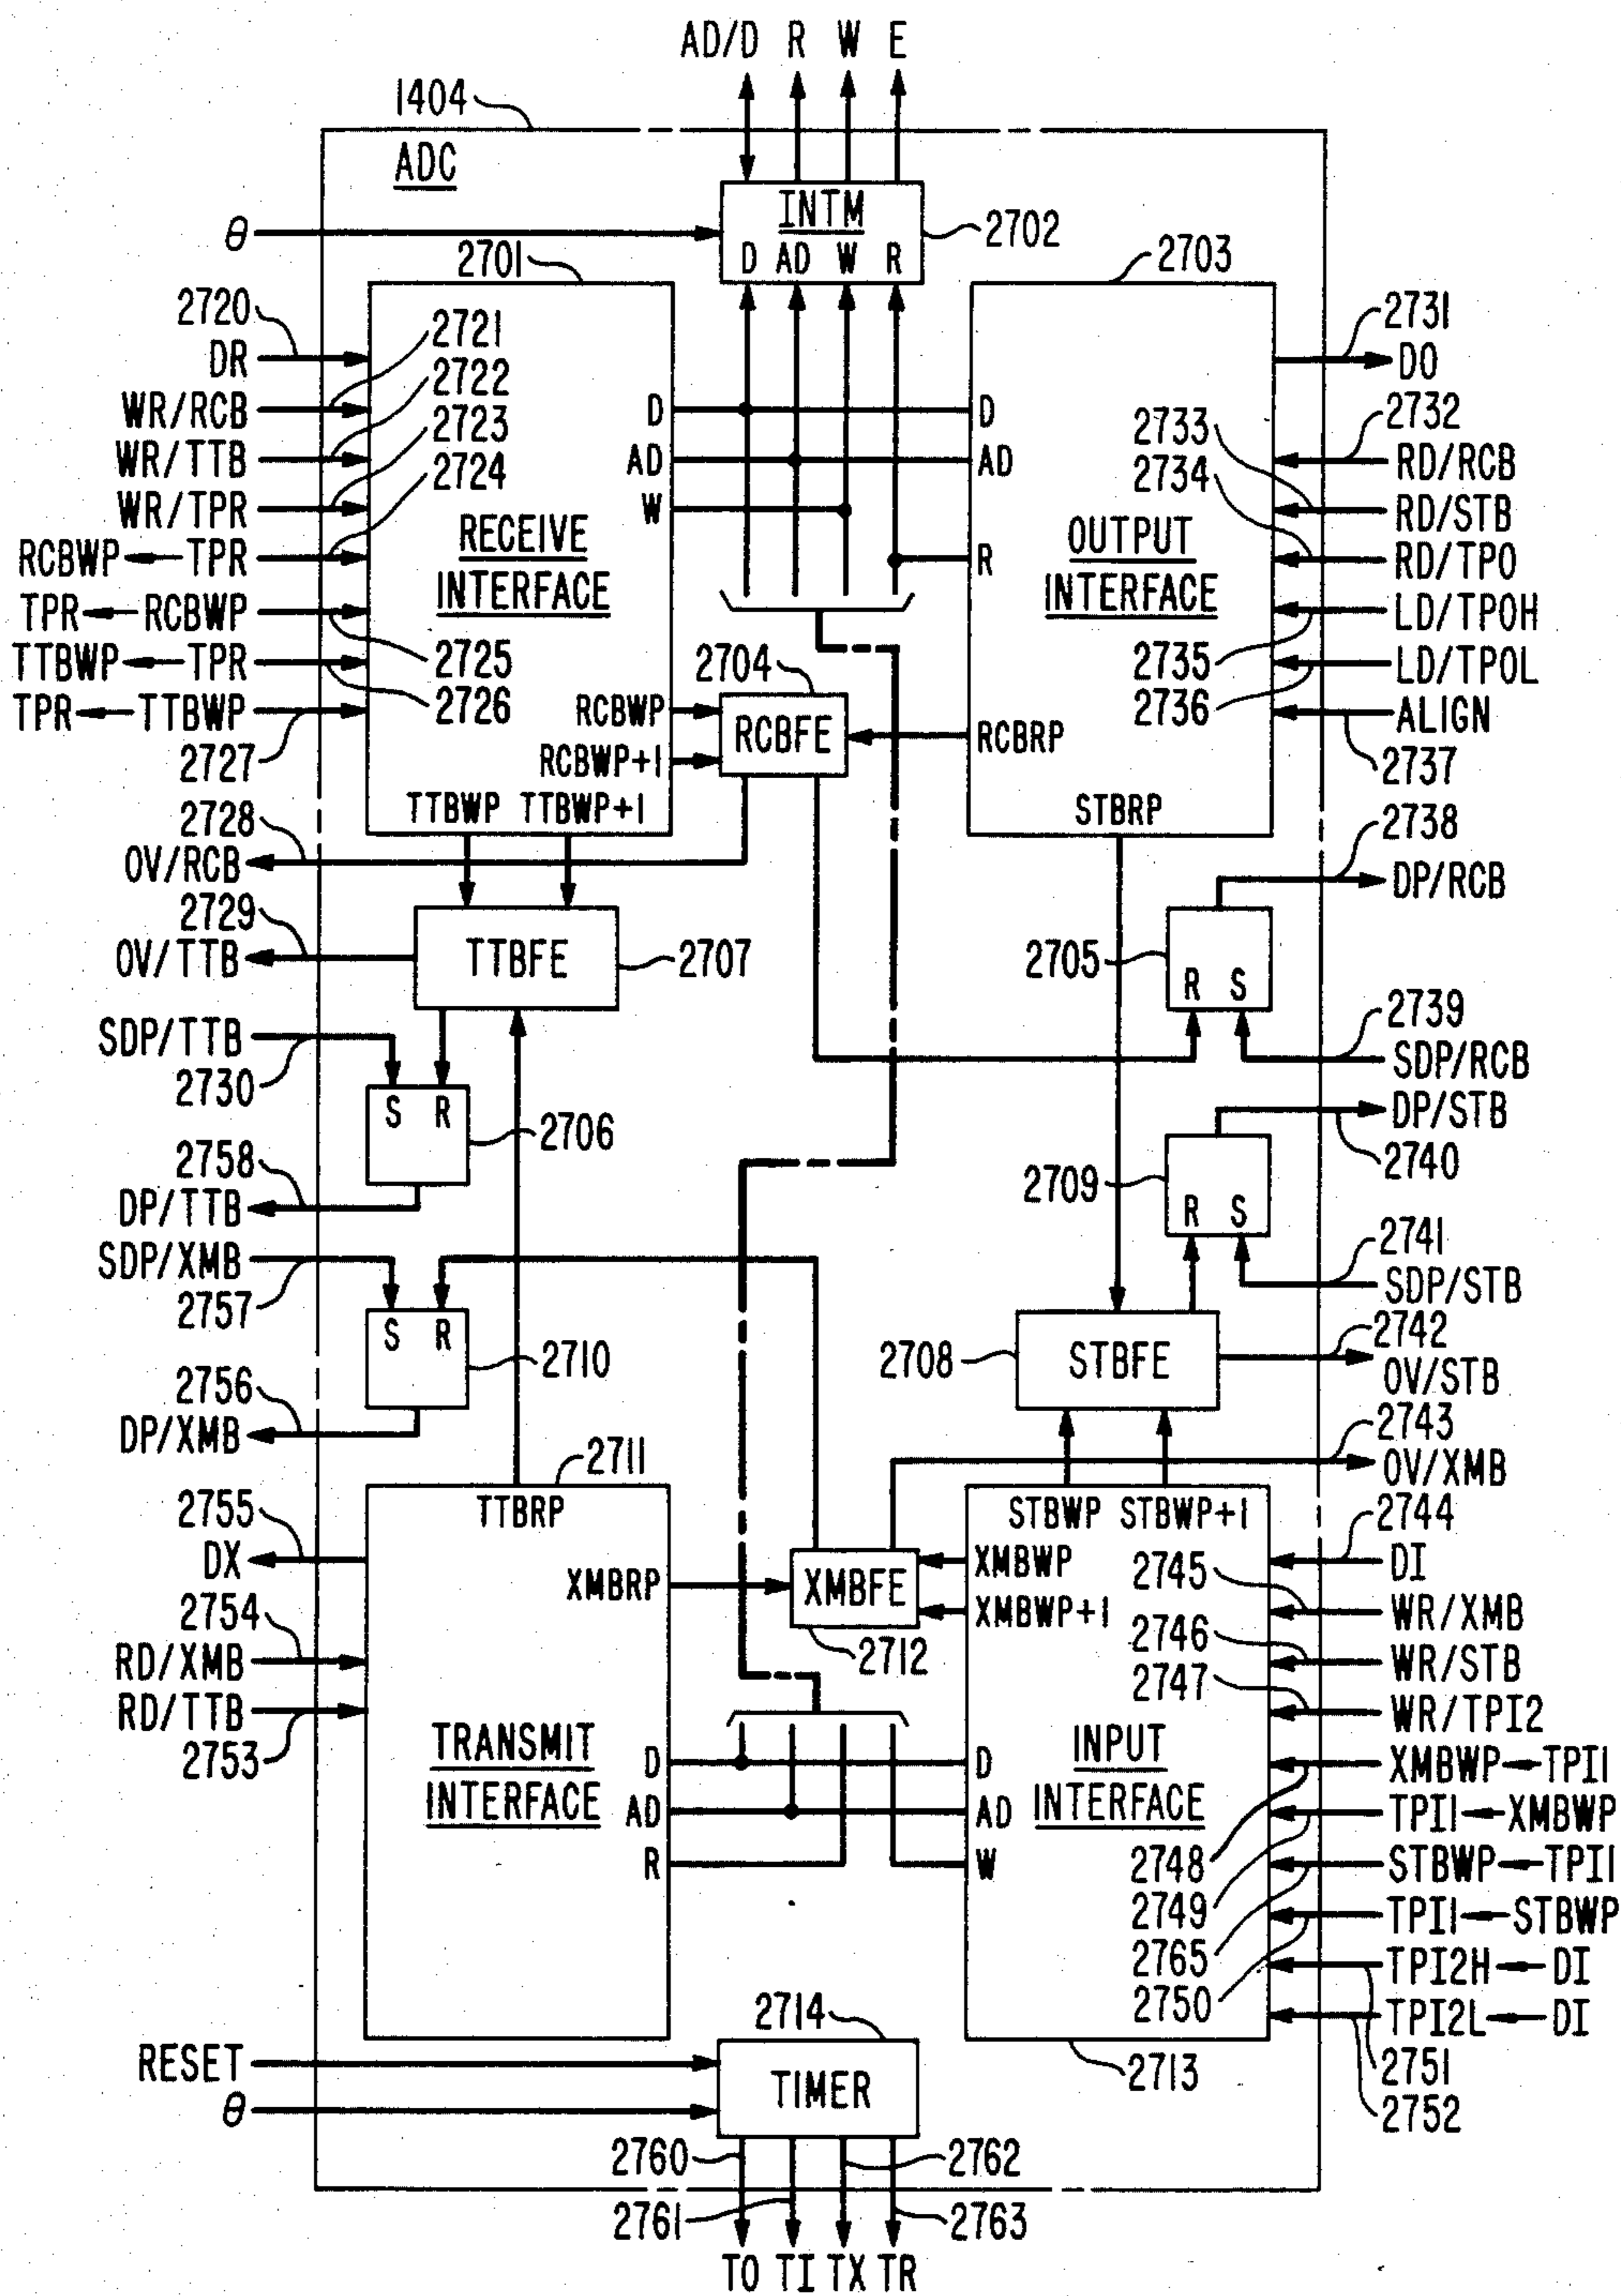 AD/D R W E
1404
ADC
INTM
D AD W R
2702
θ
2701
2703
2720
DR
2721
WR/RCB
2722
WR/TTB
2723
WR/TPR
2724
RCBWP ← TPR
TPR ← RCBWP
2725
TTBWP ← TPR
2726
TPR ← TTBWP
2727
RECEIVE
INTERFACE
D
AD
W
RCBWP
RCBWP+1
TTBWP TTBWP+1
D
AD
R
OUTPUT
INTERFACE
RCBRP
STBRP
2731
DO
2732
RD/RCB
2733
RD/STB
2734
RD/TPO
LD/TPOH
2735
LD/TPOL
2736
ALIGN
2737
2704
RCBFE
2728
OV/RCB
2729
OV/TTB
TTBFE
2707
2738
DP/RCB
2705
R S
2739
SDP/RCB
SDP/TTB
2730
S R
2706
2758
DP/TTB
DP/STB
2740
2709
R S
2741
SDP/STB
SDP/XMB
2757
S R
2710
2756
DP/XMB
2708
STBFE
2742
OV/STB
2743
OV/XMB
2711
TTBRP
XMBRP
2755
DX
2754
RD/XMB
RD/TTB
2753
TRANSMIT
INTERFACE
D
AD
R
XMBFE
2712
STBWP STBWP+1
XMBWP
XMBWP+1
INPUT
INTERFACE
D
AD
W
2744
DI
2745
WR/XMB
2746
WR/STB
2747
WR/TPI2
XMBWP ← TPI1
2748
TPI1 ← XMBWP
2749
STBWP ← TPI1
2765
TPI1 ← STBWP
2750
TPI2H ← DI
TPI2L ← DI
2751
2752
2713
2714
RESET
θ
TIMER
2760
2761
2762
2763
TO TI TX TR